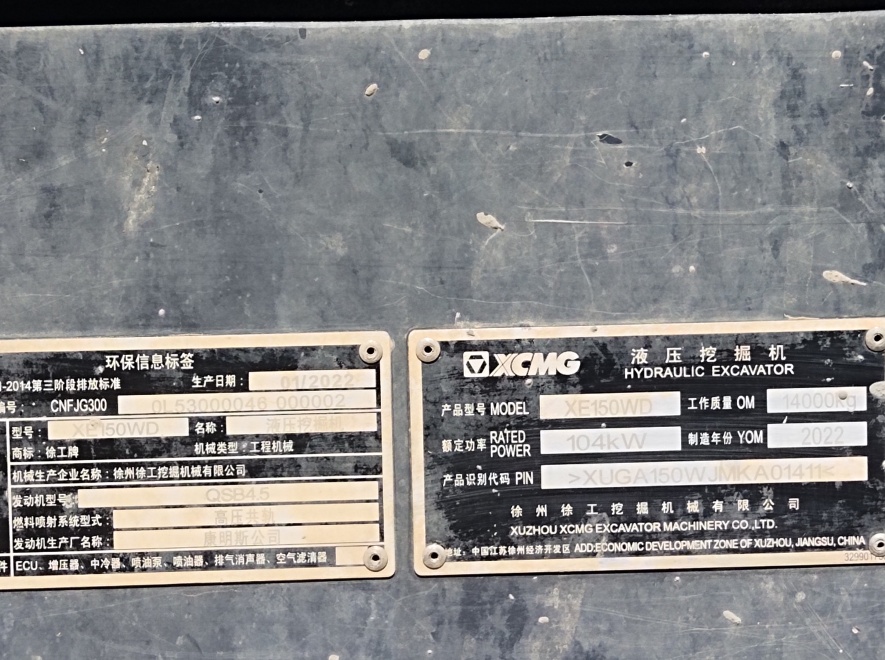 环保信息标签
-2014第三阶段排放标准 生产日期： 01/2022
编号： CNFJG300 0L53000046 000002
型号： XE150WD 名称： 液压挖掘机
商标：徐工牌 机械类型：工程机械
机械生产企业名称：徐州徐工挖掘机械有限公司
发动机型号： QSB4.5
燃料喷射系统型式： 高压共轨
发动机生产厂名称： 康明斯公司
件 ECU、增压器、中冷器、喷油泵、喷油器、排气消声器、空气滤清器
XCMG 液压挖掘机
HYDRAULIC EXCAVATOR
产品型号 MODEL XE150WD 工作质量 OM 14000kg
额定功率 RATED POWER 104kW 制造年份 YOM 2022
产品识别代码 PIN >XUGA150WJMKA01411<
徐州徐工挖掘机械有限公司
XUZHOU XCMG EXCAVATOR MACHINERY CO.,LTD.
地址：中国江苏徐州经济开发区 ADD:ECONOMIC DEVELOPMENT ZONE OF XUZHOU, JIANGSU, CHINA